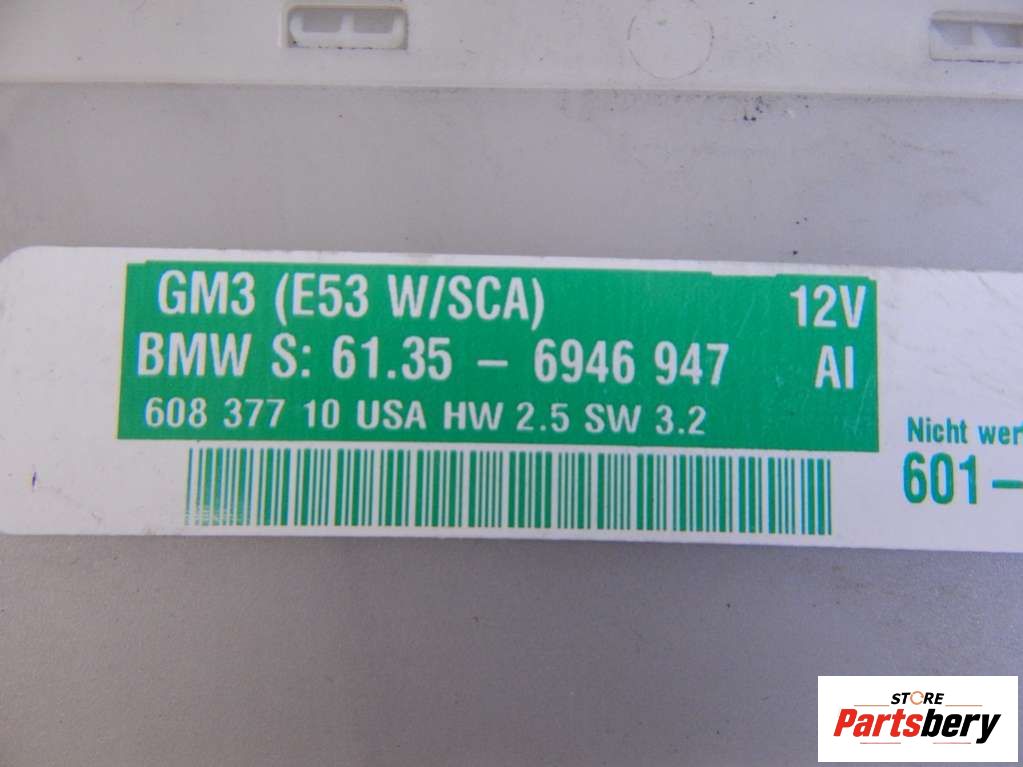 GM3 (E53 W/SCA) 12V
BMW S: 61.35 – 6946 947 AI
608 377 10 USA HW 2.5 SW 3.2
Nicht
601–
STORE
Partsbery